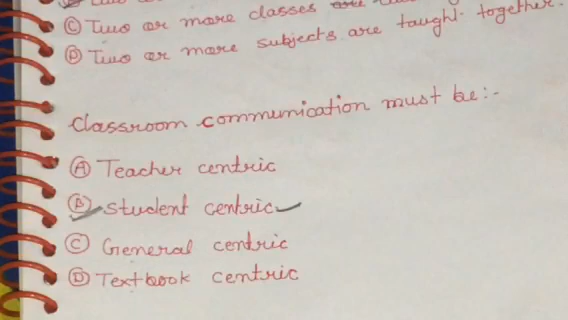 Ⓒ Two or more classes
Ⓓ Two or more subjects are taught together.
Classroom communication must be:-
Ⓐ Teacher centric
Ⓑ Student centric
Ⓒ General centric
Ⓓ Textbook centric